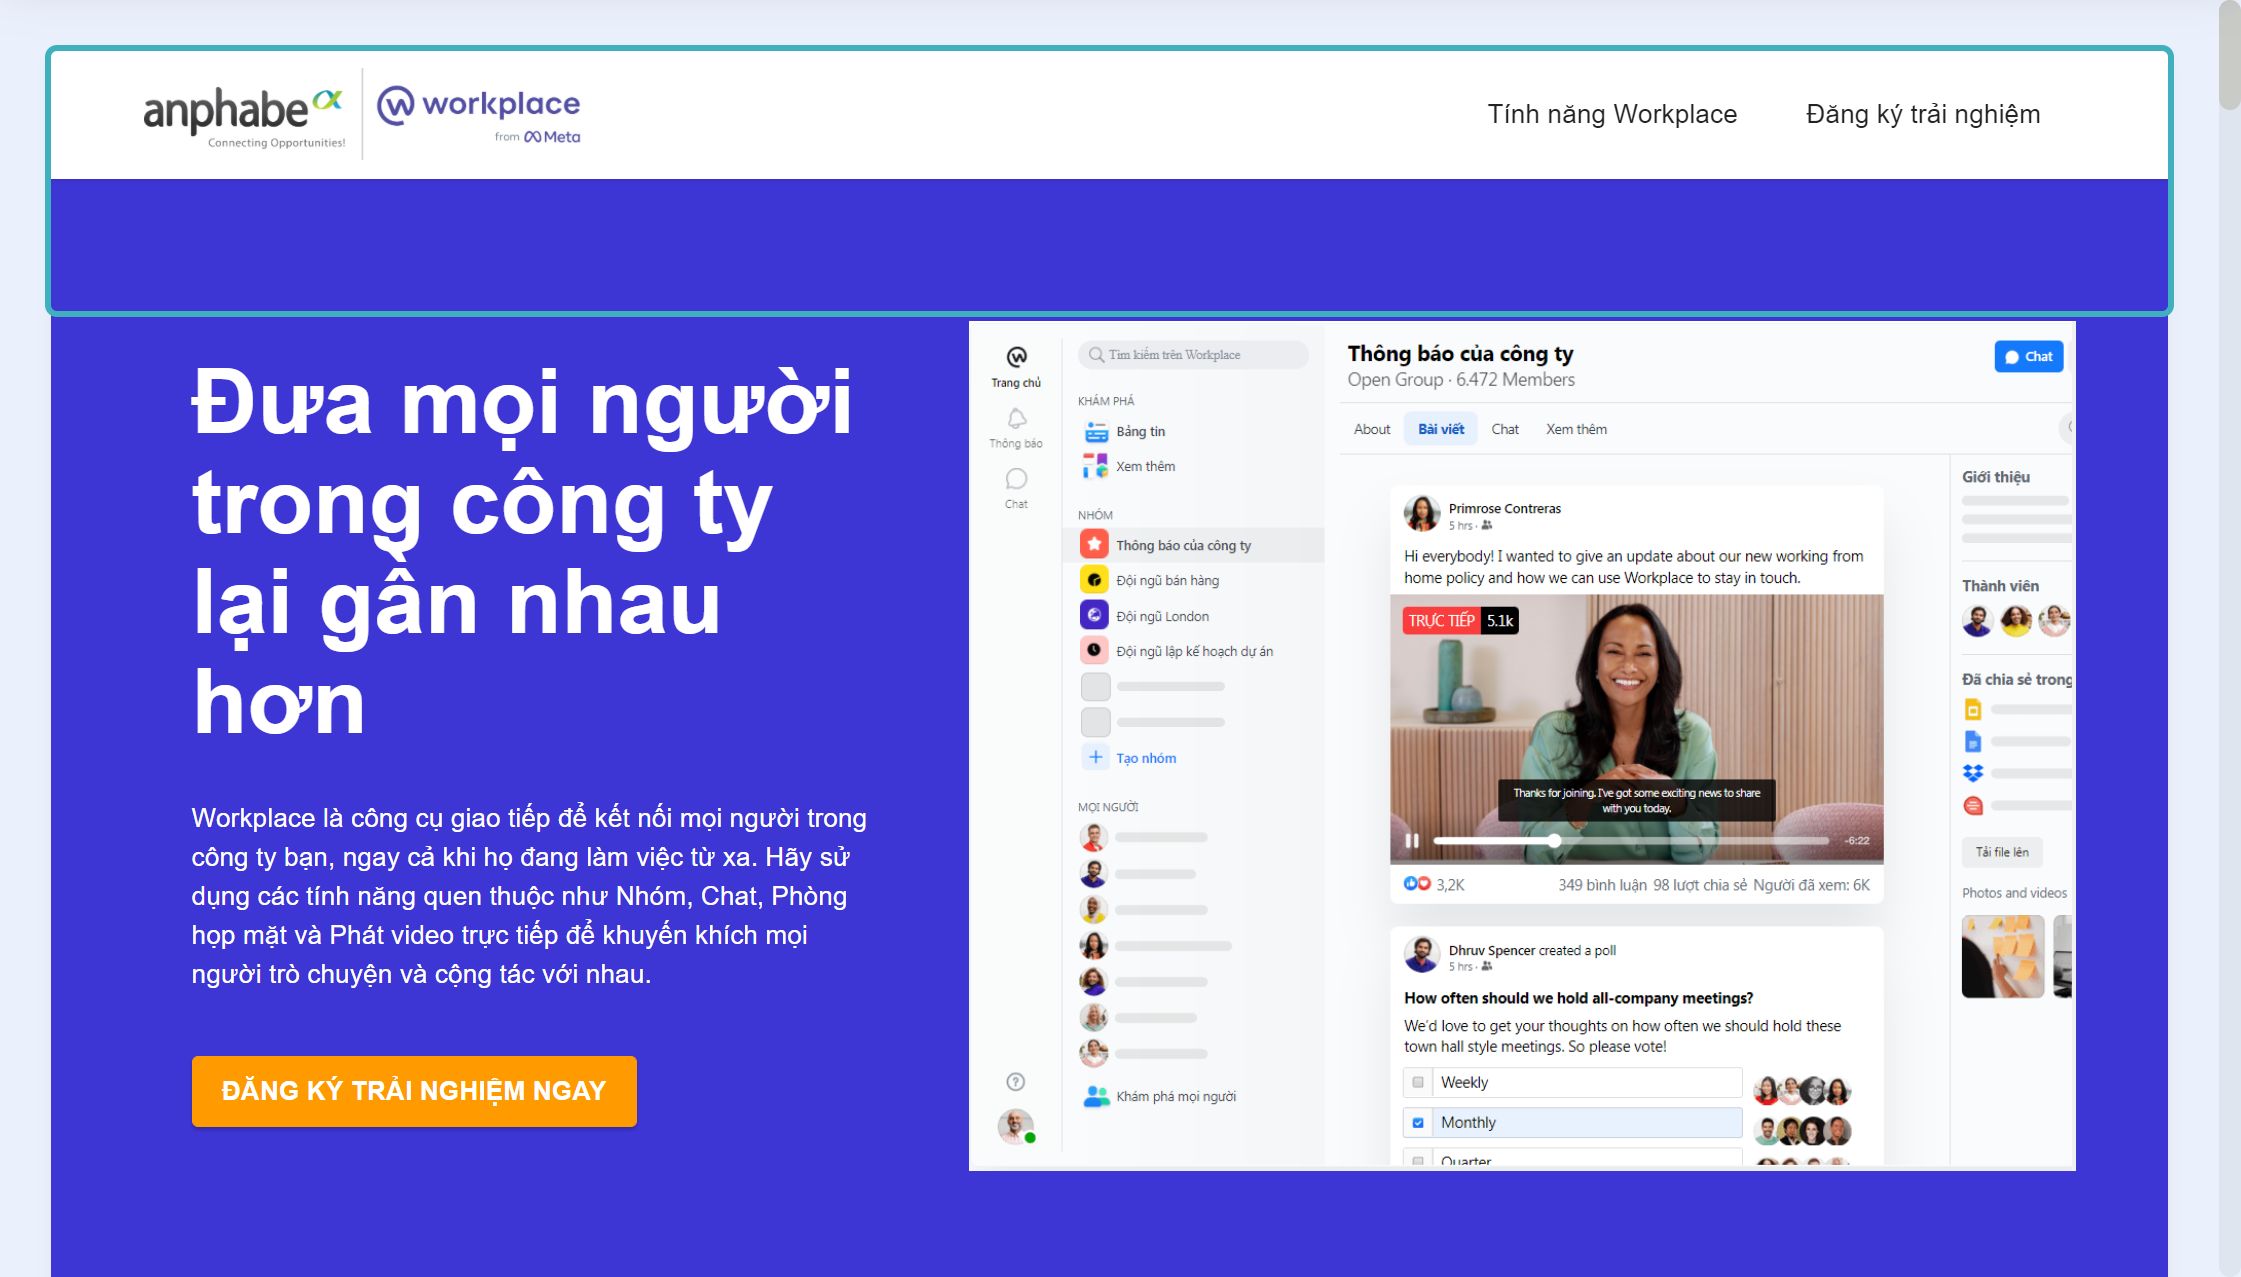 anphabe
Connecting Opportunities!
workplace
from Meta
Tính năng Workplace
Đăng ký trải nghiệm
Đưa mọi người
trong công ty
lại gần nhau
hơn
Workplace là công cụ giao tiếp để kết nối mọi người trong
công ty bạn, ngay cả khi họ đang làm việc từ xa. Hãy sử
dụng các tính năng quen thuộc như Nhóm, Chat, Phòng
họp mặt và Phát video trực tiếp để khuyến khích mọi
người trò chuyện và cộng tác với nhau.
ĐĂNG KÝ TRẢI NGHIỆM NGAY
Trang chủ
Thông báo
Chat
Tìm kiếm trên Workplace
KHÁM PHÁ
Bảng tin
Xem thêm
NHÓM
Thông báo của công ty
Đội ngũ bán hàng
Đội ngũ London
Đội ngũ lập kế hoạch dự án
Tạo nhóm
MỌI NGƯỜI
Khám phá mọi người
Thông báo của công ty
Open Group · 6.472 Members
Chat
About
Bài viết
Chat
Xem thêm
Primrose Contreras
5 hrs ·
Hi everybody! I wanted to give an update about our new working from
home policy and how we can use Workplace to stay in touch.
TRỰC TIẾP 5.1k
Thanks for joining. I've got some exciting news to share
with you today.
-6:22
3,2K
349 bình luận 98 lượt chia sẻ Người đã xem: 6K
Dhruv Spencer created a poll
5 hrs ·
How often should we hold all-company meetings?
We'd love to get your thoughts on how often we should hold these
town hall style meetings. So please vote!
Weekly
Monthly
Quarter
Giới thiệu
Thành viên
Đã chia sẻ trong
Tải file lên
Photos and videos